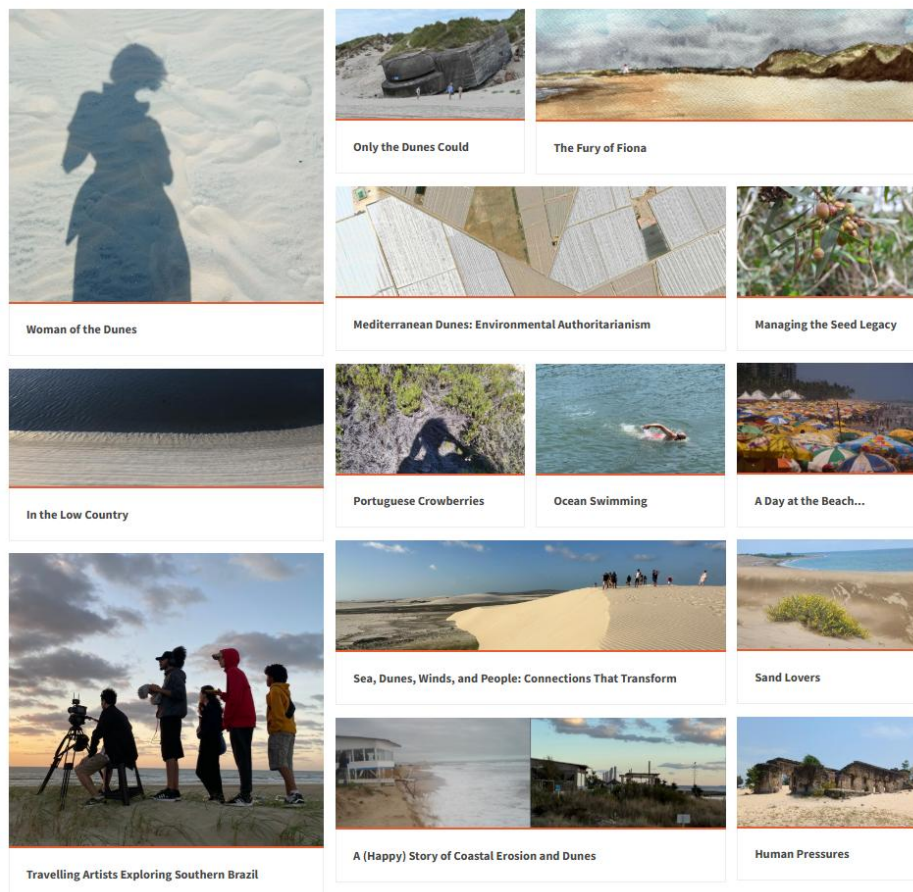 Only the Dunes Could
The Fury of Fiona
Woman of the Dunes
Mediterranean Dunes: Environmental Authoritarianism
Managing the Seed Legacy
In the Low Country
Portuguese Crowberries
Ocean Swimming
A Day at the Beach...
Sea, Dunes, Winds, and People: Connections That Transform
Sand Lovers
Travelling Artists Exploring Southern Brazil
A (Happy) Story of Coastal Erosion and Dunes
Human Pressures